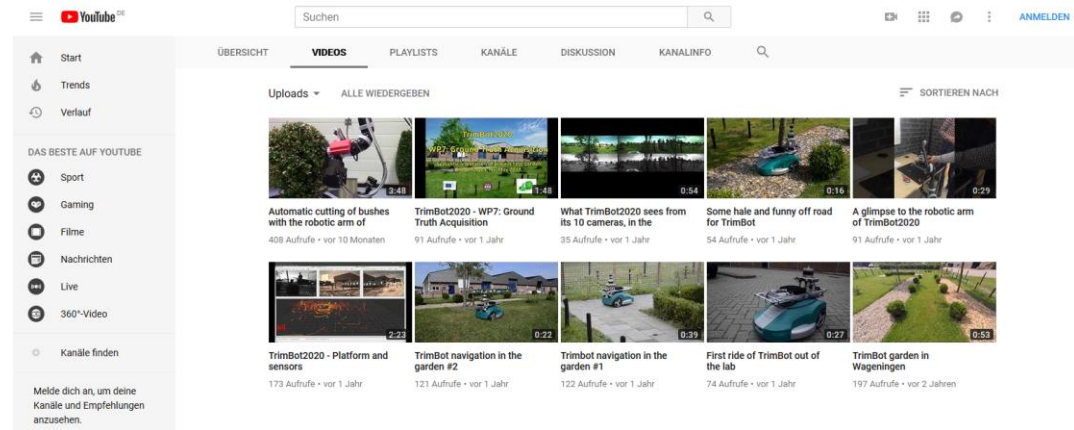 YouTube DE
Suchen
ANMELDEN
Start
Trends
Verlauf
DAS BESTE AUF YOUTUBE
Sport
Gaming
Filme
Nachrichten
Live
360°-Video
Kanäle finden
Melde dich an, um deine
Kanäle und Empfehlungen
anzusehen.
ÜBERSICHT VIDEOS PLAYLISTS KANÄLE DISKUSSION KANALINFO
Uploads ALLE WIEDERGEBEN SORTIEREN NACH
3:48
TrimBot2020
WP7: Ground Truth Acquisition
1:48
0:54
0:16
0:29
Automatic cutting of bushes
with the robotic arm of
408 Aufrufe • vor 10 Monaten
TrimBot2020 - WP7: Ground
Truth Acquisition
91 Aufrufe • vor 1 Jahr
What TrimBot2020 sees from
its 10 cameras, in the
35 Aufrufe • vor 1 Jahr
Some hale and funny off road
for TrimBot
54 Aufrufe • vor 1 Jahr
A glimpse to the robotic arm
of TrimBot2020
91 Aufrufe • vor 1 Jahr
2:23
0:22
0:39
0:27
0:53
TrimBot2020 - Platform and
sensors
173 Aufrufe • vor 1 Jahr
TrimBot navigation in the
garden #2
121 Aufrufe • vor 1 Jahr
Trimbot navigation in the
garden #1
122 Aufrufe • vor 1 Jahr
First ride of TrimBot out of
the lab
74 Aufrufe • vor 1 Jahr
TrimBot garden in
Wageningen
197 Aufrufe • vor 2 Jahren